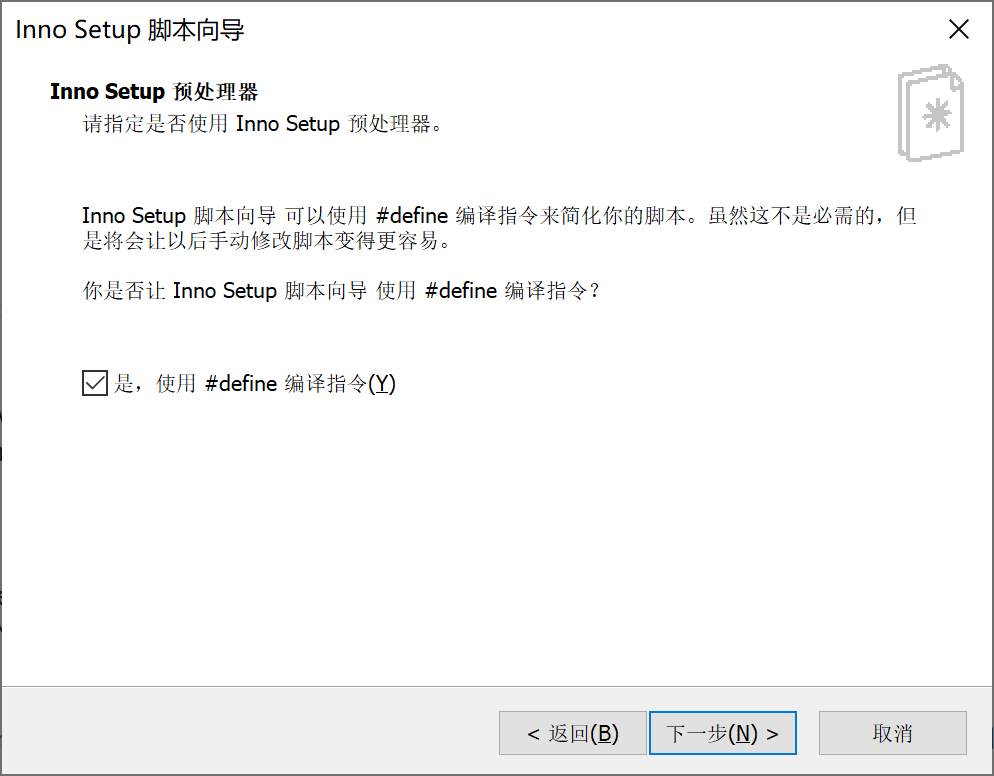 Inno Setup 脚本向导
Inno Setup 预处理器
请指定是否使用 Inno Setup 预处理器。
Inno Setup 脚本向导 可以使用 #define 编译指令来简化你的脚本。虽然这不是必需的，但
是将会让以后手动修改脚本变得更容易。
你是否让 Inno Setup 脚本向导 使用 #define 编译指令？
是，使用 #define 编译指令(Y)
< 返回(B)
下一步(N) >
取消